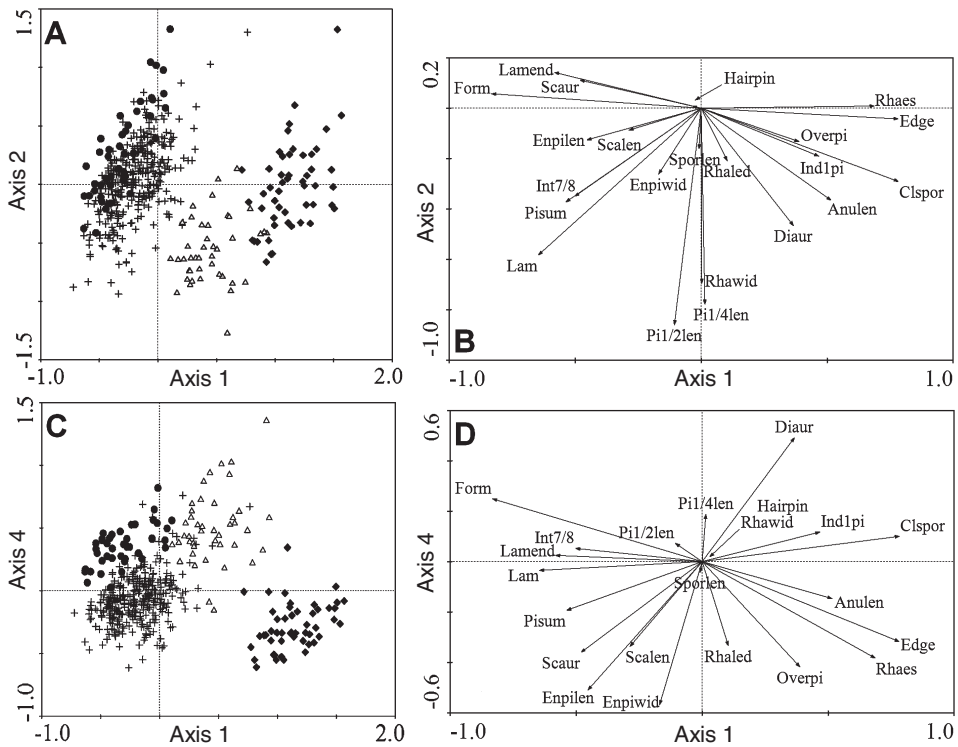 A
1.5
Axis 2
-1.5
-1.0
Axis 1
2.0
B
0.2
Axis 2
-1.0
-1.0
Axis 1
1.0
Lamend
Hairpin
Form
Scaur
Rhaes
Edge
Enpilen
Scalen
Overpi
Sporlen
Rhaled
Ind1pi
Int7/8
Enpiwid
Clspor
Pisum
Anulen
Diaur
Lam
Rhawid
Pi1/4len
Pi1/2len
C
1.5
Axis 4
-1.0
-1.0
Axis 1
2.0
D
0.6
Axis 4
-0.6
-1.0
Axis 1
1.0
Diaur
Form
Pi1/4len
Hairpin
Rhawid
Ind1pi
Clspor
Int7/8
Pi1/2len
Lamend
Lam
Sporlen
Anulen
Pisum
Edge
Scaur
Scalen
Rhaled
Rhaes
Overpi
Enpilen
Enpiwid